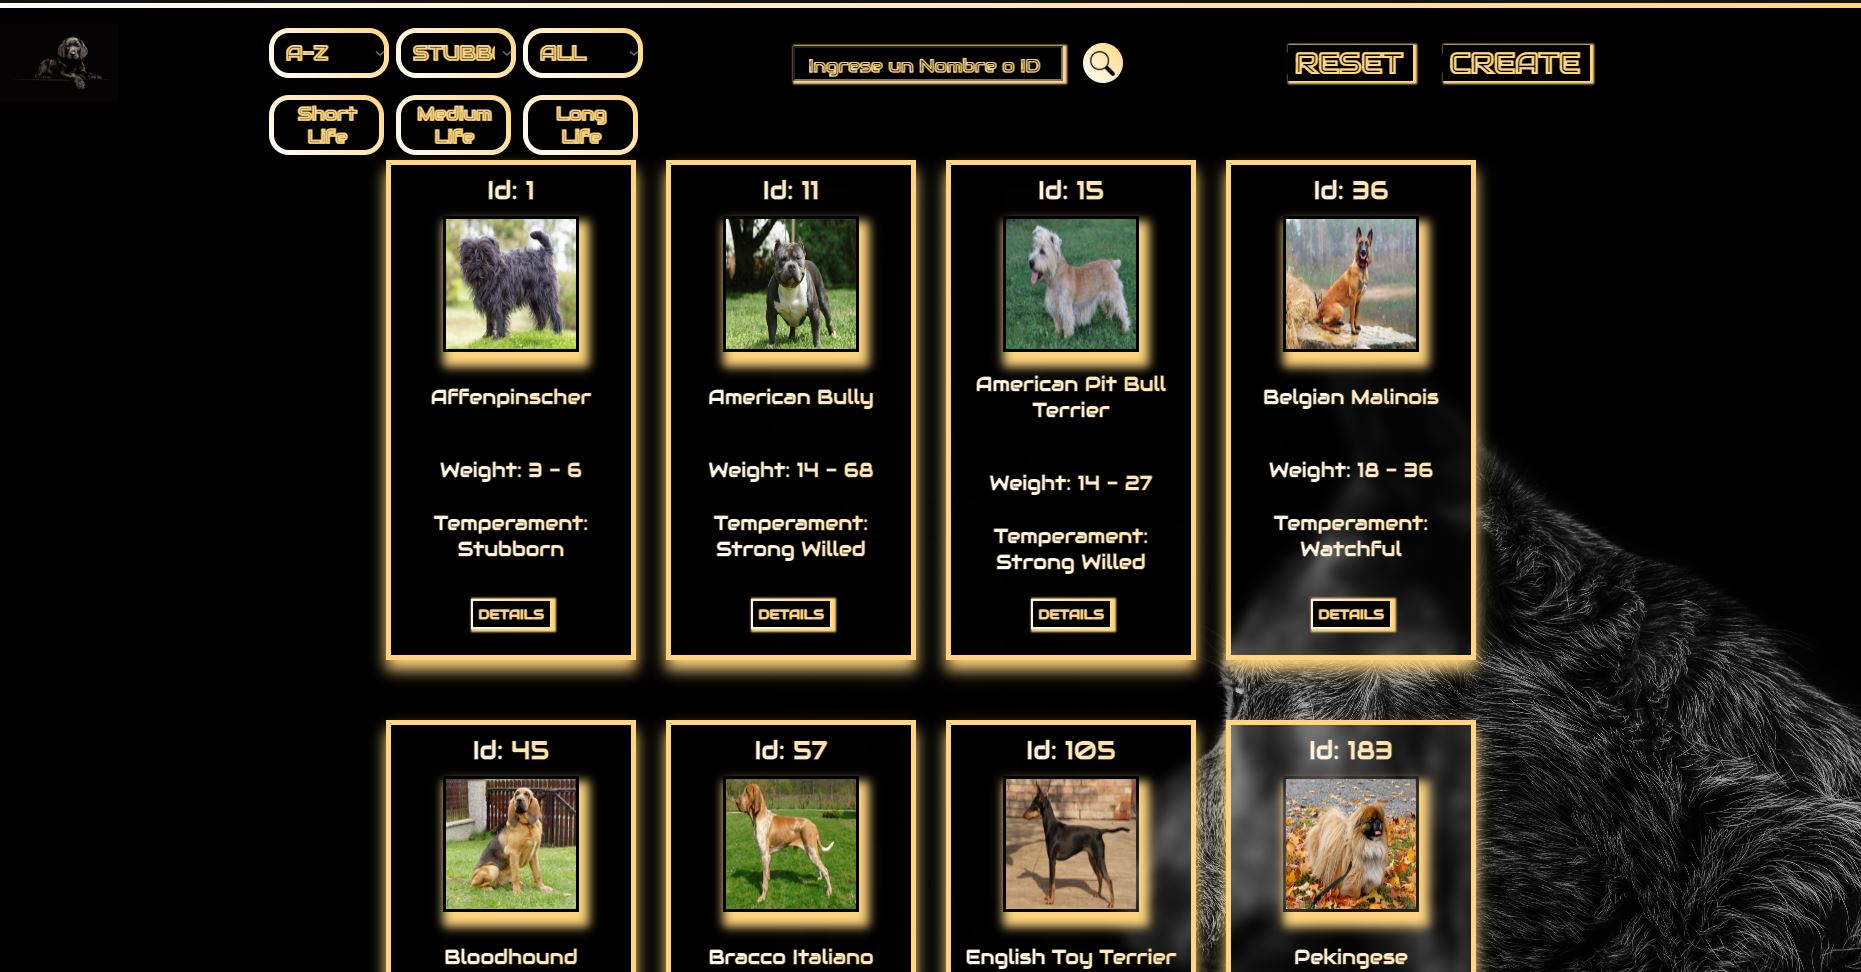 A-Z
STUBB
ALL
Ingrese un Nombre o ID
RESET
CREATE
Short
Life
Medium
Life
Long
Life
Id: 1
Affenpinscher
Weight: 3 - 6
Temperament:
Stubborn
DETAILS
Id: 11
American Bully
Weight: 14 - 68
Temperament:
Strong Willed
DETAILS
Id: 15
American Pit Bull
Terrier
Weight: 14 - 27
Temperament:
Strong Willed
DETAILS
Id: 36
Belgian Malinois
Weight: 18 - 36
Temperament:
Watchful
DETAILS
Id: 45
Bloodhound
Id: 57
Bracco Italiano
Id: 105
English Toy Terrier
Id: 183
Pekingese